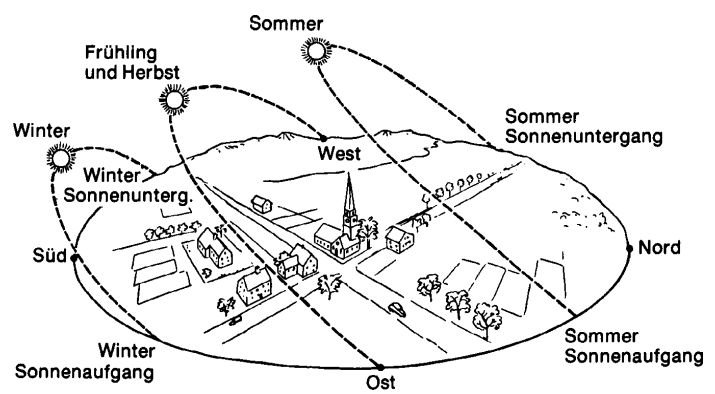 Sommer
Frühling
und Herbst
Winter
Sommer
Sonnenuntergang
West
Winter
Sonnenunterg.
Süd
Nord
Winter
Sonnenaufgang
Sommer
Sonnenaufgang
Ost